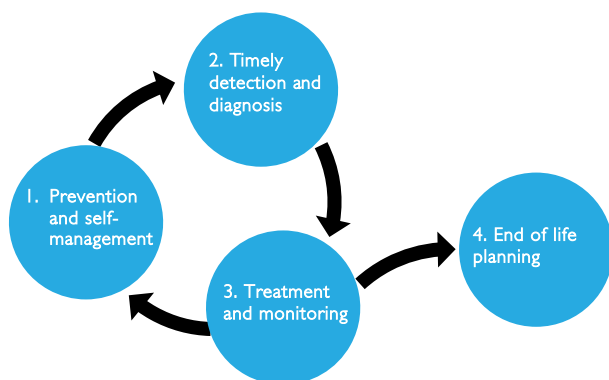 1. Prevention
and self-
management
2. Timely
detection and
diagnosis
3. Treatment
and monitoring
4. End of life
planning